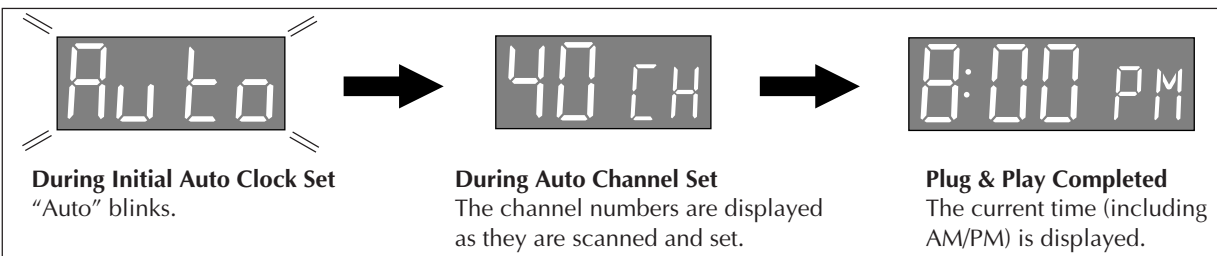 Auto
40 CH
8:00 PM
During Initial Auto Clock Set
“Auto” blinks.
During Auto Channel Set
The channel numbers are displayed
as they are scanned and set.
Plug & Play Completed
The current time (including
AM/PM) is displayed.